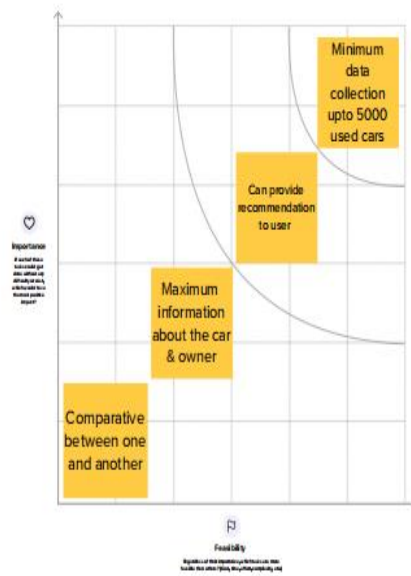 Minimum
data
collection
upto 5000
used cars
Can provide
recommendation
to user
Importance
Maximum
information
about the car
& owner
Comparative
between one
and another
Feasibility